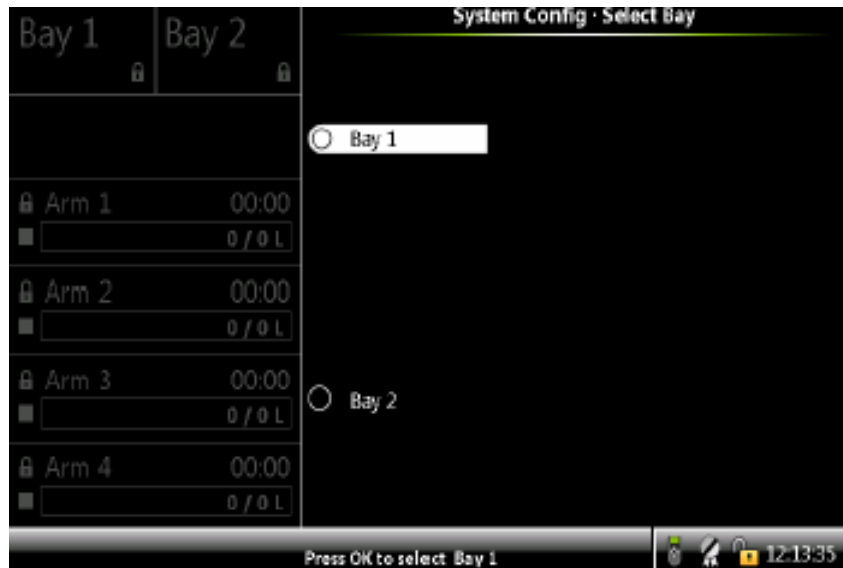 Bay 1
Bay 2
System Config · Select Bay
Bay 1
Arm 1 00:00
0 / 0 L
Arm 2 00:00
0 / 0 L
Arm 3 00:00
0 / 0 L
Bay 2
Arm 4 00:00
0 / 0 L
Press OK to select Bay 1
12:13:35